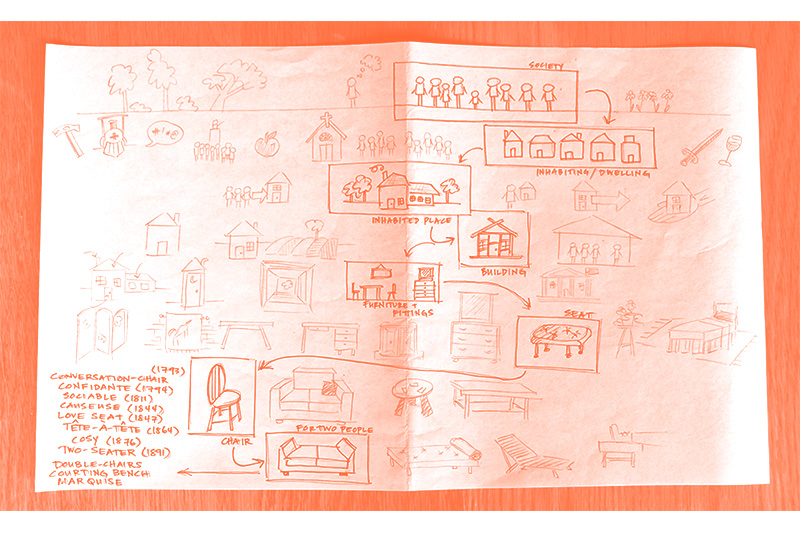 SOCIETY
#!*@
INHABITING/DWELLING
INHABITED PLACE
BUILDING
FURNITURE +
FITTINGS
SEAT
CONVERSATION-CHAIR (1793)
CONFIDANTE (1794)
SOCIABLE (1811)
CAUSEUSE (1844)
LOVE SEAT (1847)
TÊTE-À-TÊTE (1864)
COSY (1876)
TWO-SEATER (1891)
DOUBLE-CHAIRS
COURTING BENCH
MARQUISE
CHAIR
FOR TWO PEOPLE